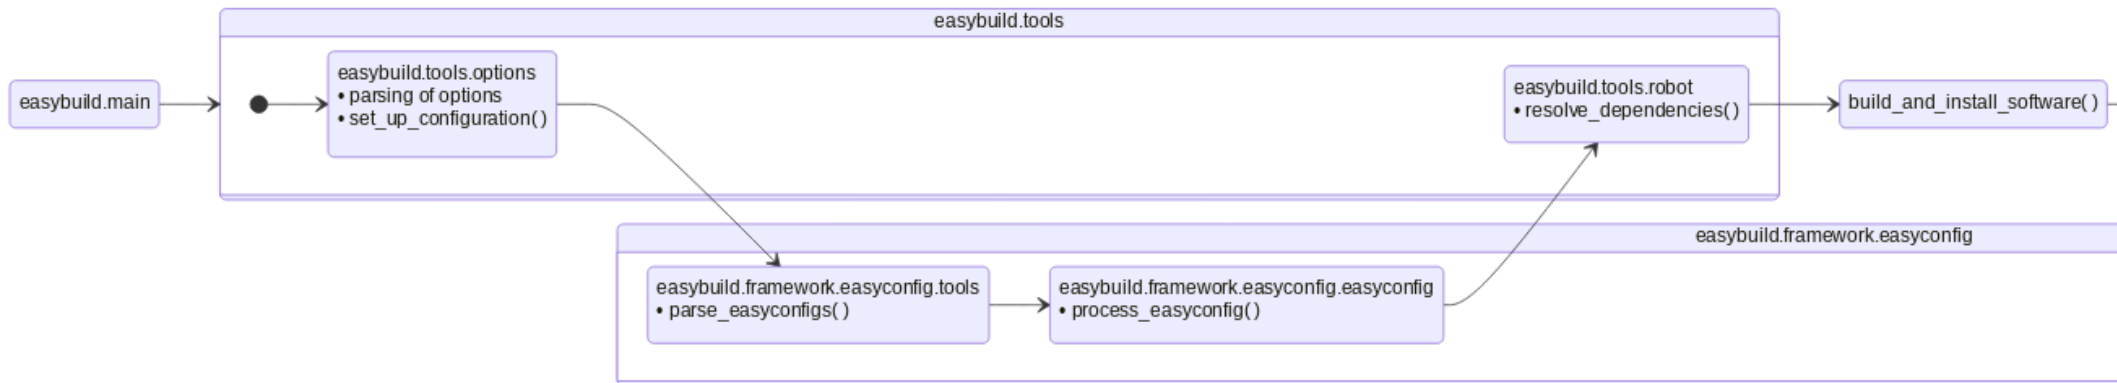 easybuild.tools
easybuild.main
easybuild.tools.options
• parsing of options
• set_up_configuration()
easybuild.tools.robot
• resolve_dependencies()
build_and_install_software()
easybuild.framework.easyconfig
easybuild.framework.easyconfig.tools
• parse_easyconfigs()
easybuild.framework.easyconfig.easyconfig
• process_easyconfig()